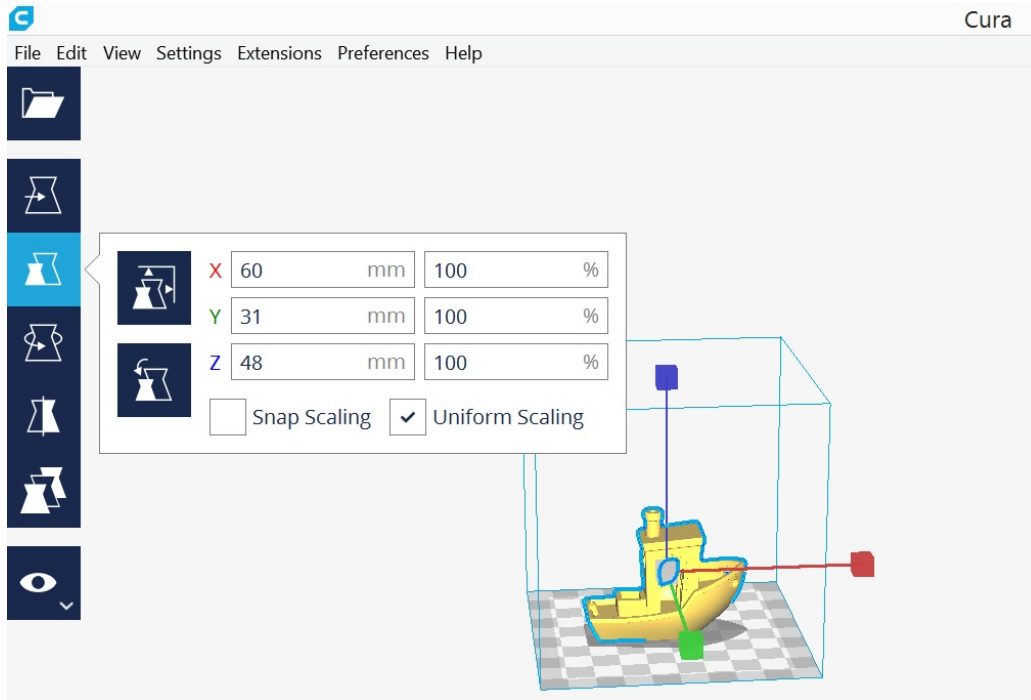 Cura
File Edit View Settings Extensions Preferences Help
X 60 mm 100 %
Y 31 mm 100 %
Z 48 mm 100 %
Snap Scaling Uniform Scaling